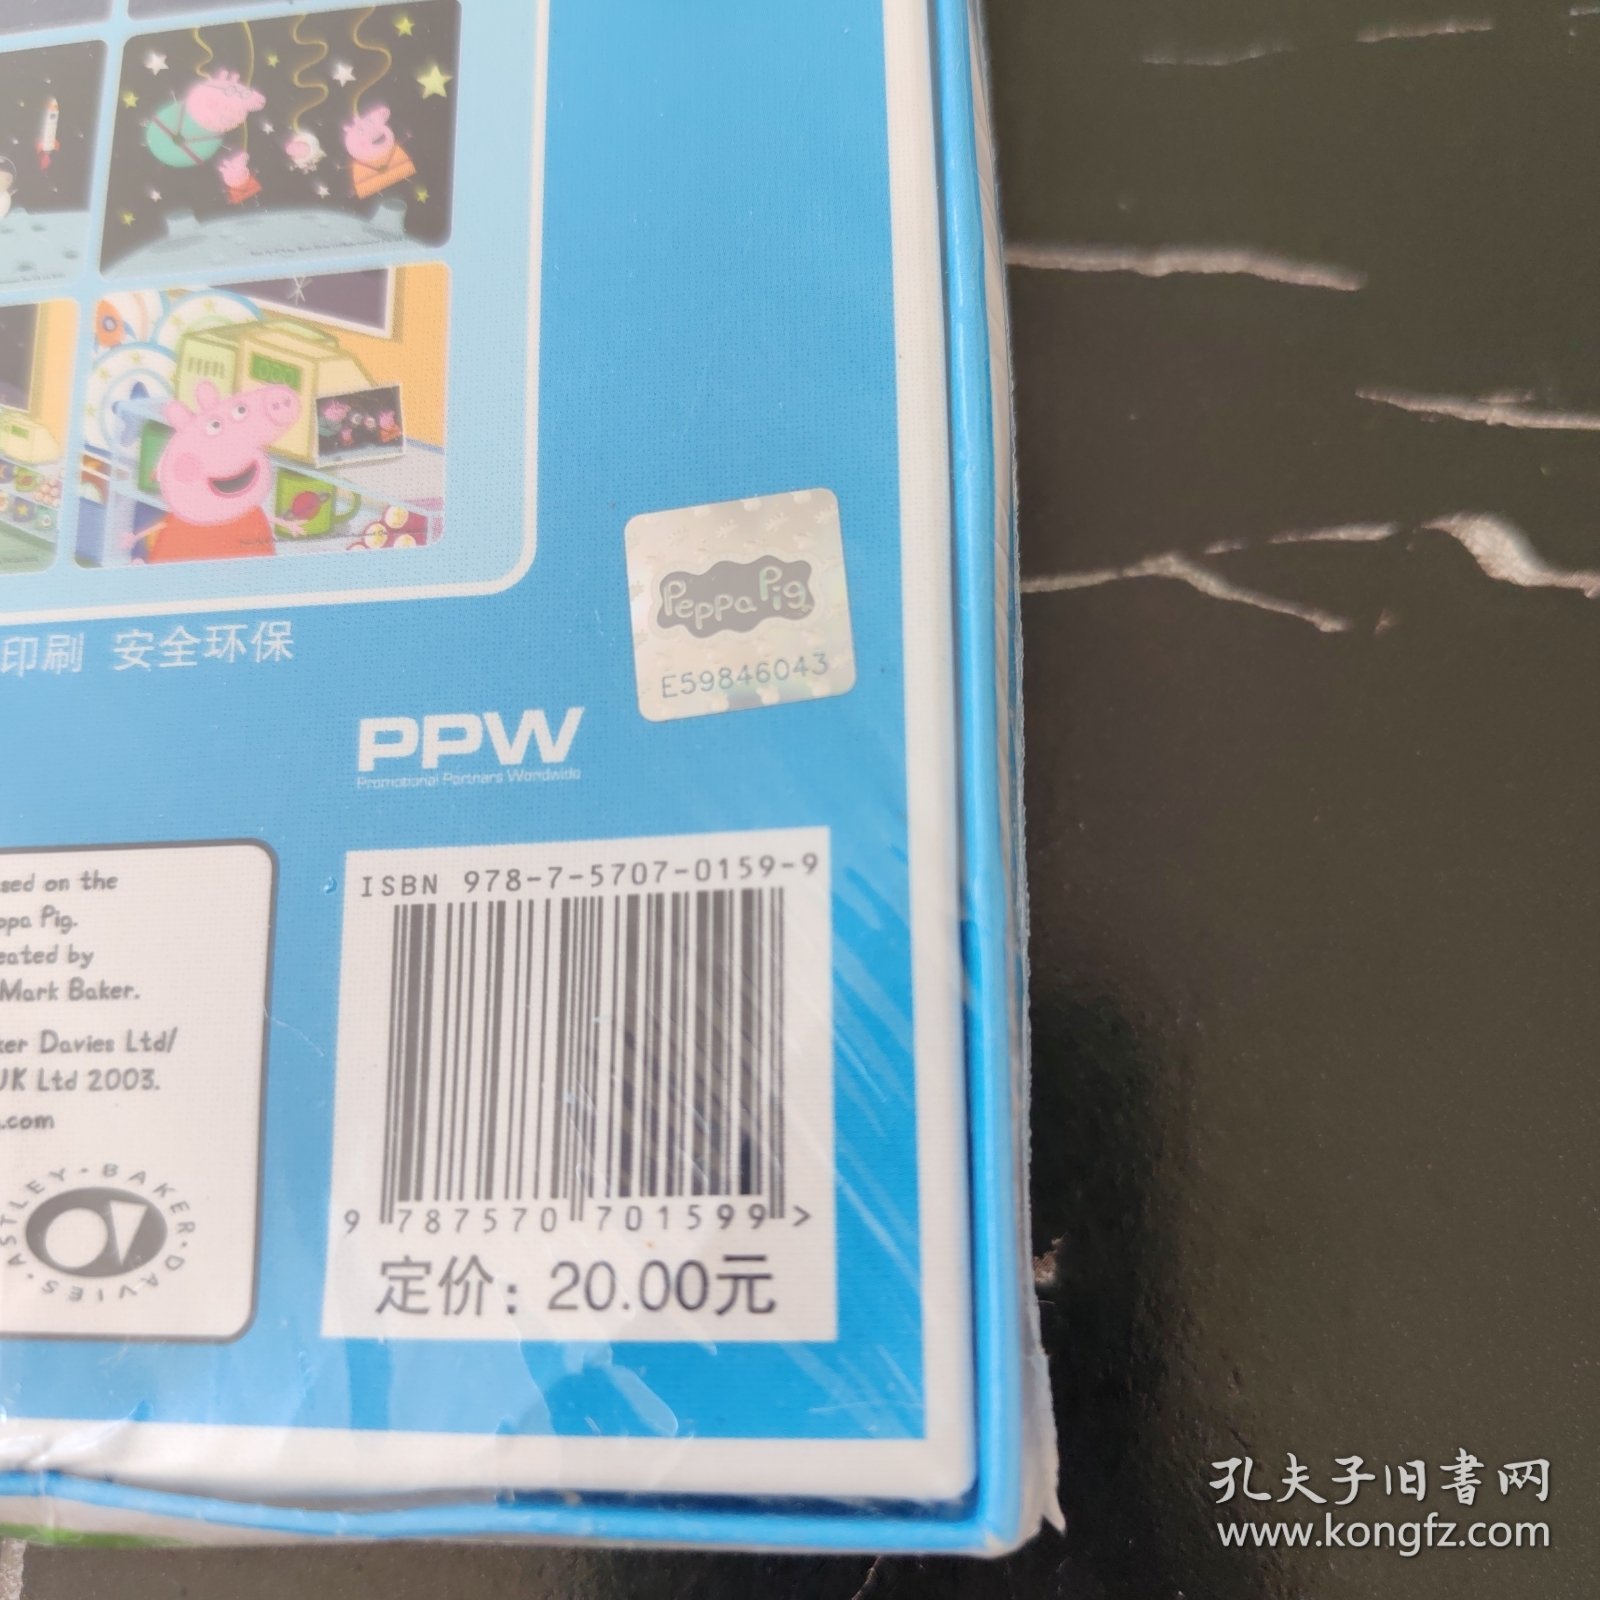 印刷 安全环保
Peppa Pig
E59846043
PPW
Promotional Partners Worldwide
sed on the
ppa Pig.
eated by
Mark Baker.
ker Davies Ltd/
UK Ltd 2003.
.com
ASTLEY·BAKER·DAVIES
ISBN 978-7-5707-0159-9
9 787570 701599 >
定价：20.00元
孔夫子旧书网
www.kongfz.com